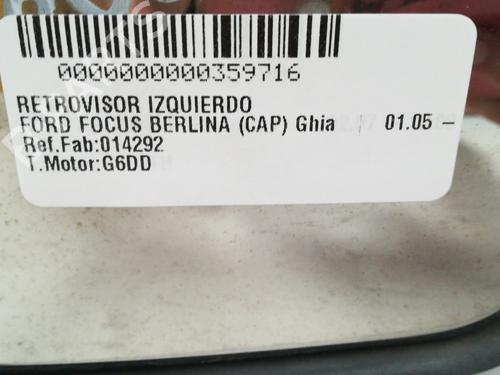 0000000000359716
RETROVISOR IZQUIERDO
FORD FOCUS BERLINA (CAP) Ghia | 01.05 -
Ref.Fab:014292
T.Motor:G6DD